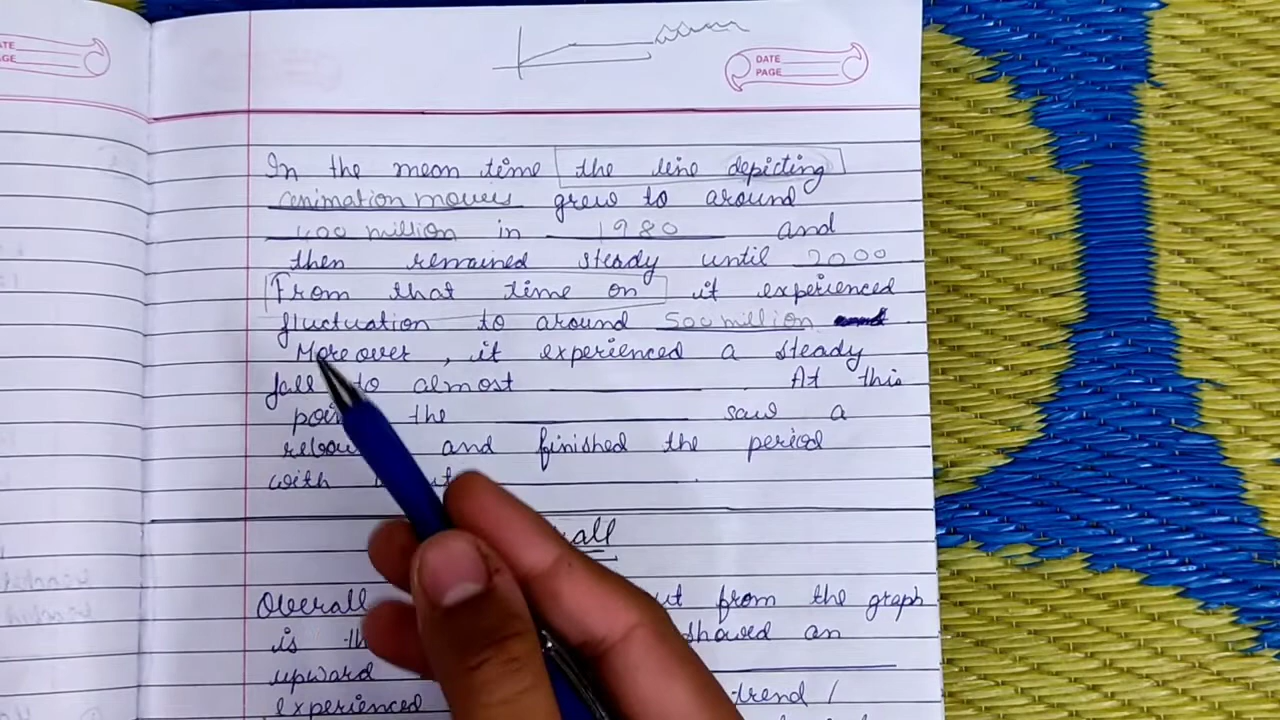 DATE
PAGE
In the mean time the line depicting
animation movies grew to around
400 million in 1980 and
then remained steady until 2000
From that time on it experienced
fluctuation to around 500 million
Moreover , it experienced a steady
fall to almost ________ . At this
the ________ saw a
and finished the period
with ________ .
Overall from the graph
is showed an
upward
experienced trend /